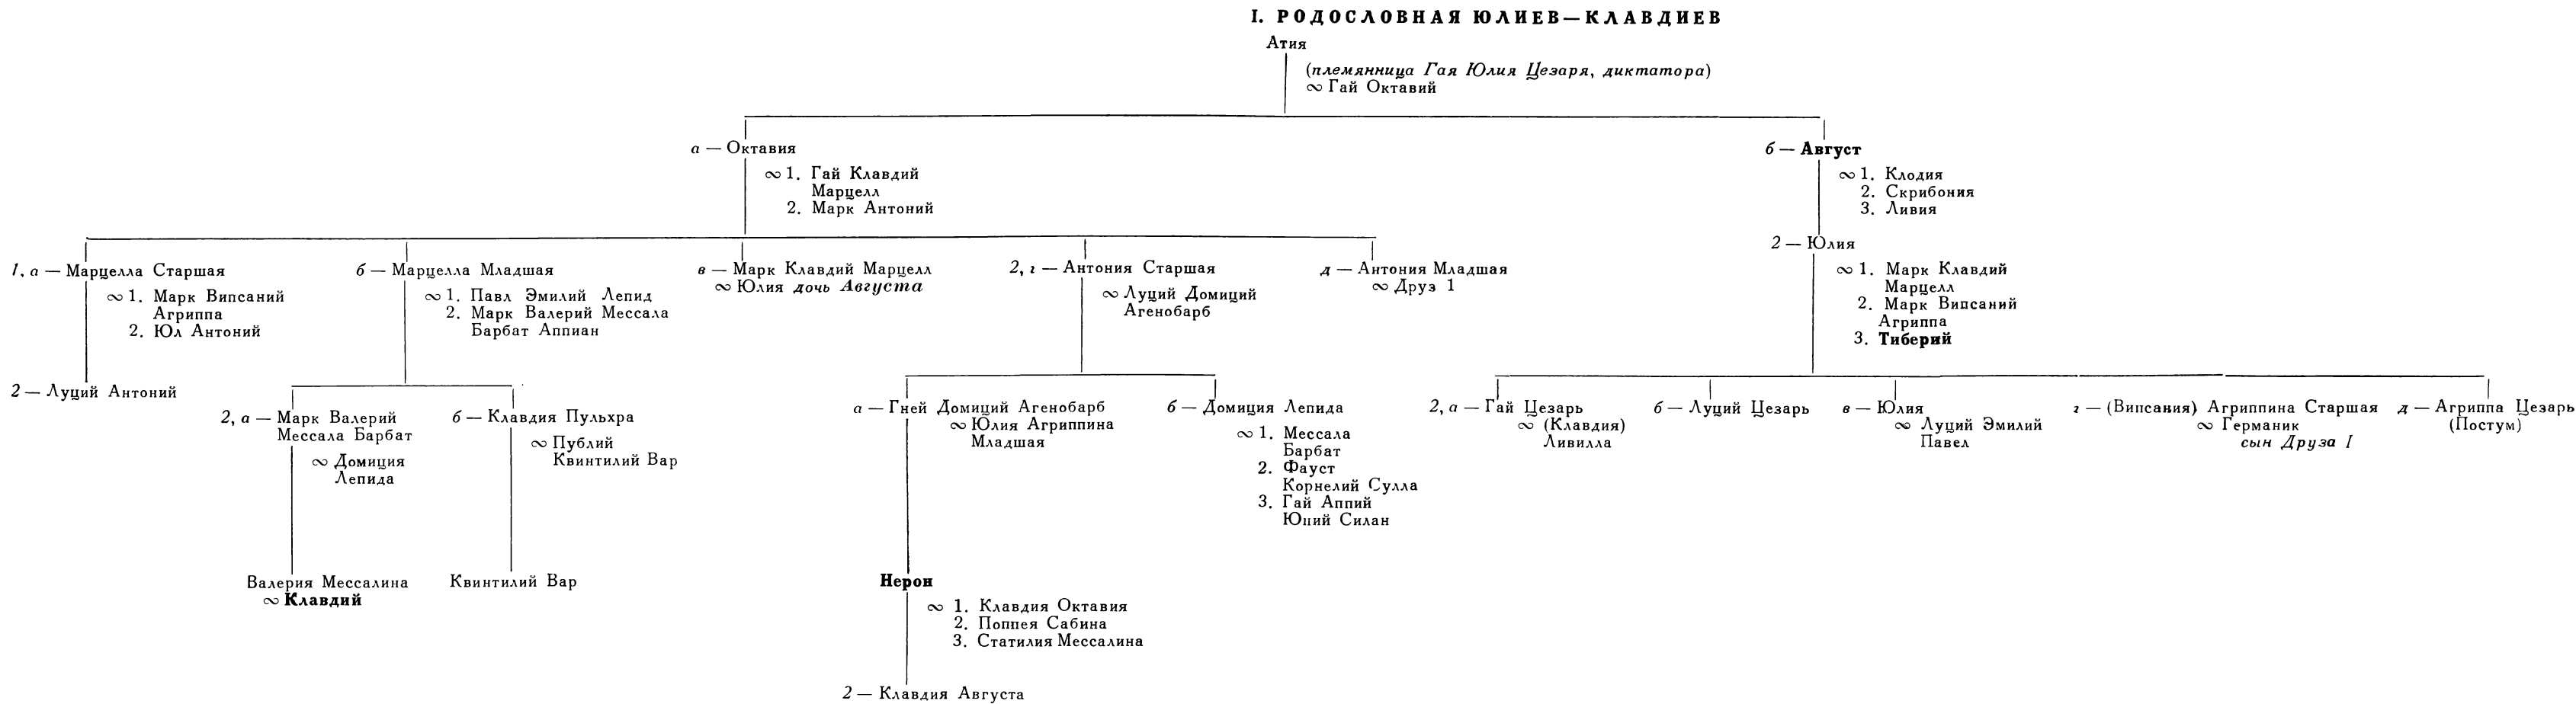 I. РОДОСЛОВНАЯ ЮЛИЕВ—КЛАВДИЕВ
Атия
(племянница Гая Юлия Цезаря, диктатора)
∞ Гай Октавий
а — Октавия
∞ 1. Гай Клавдий
Марцелл
2. Марк Антоний
б — Август
∞ 1. Клодия
2. Скрибония
3. Ливия
1, а — Марцелла Старшая
∞ 1. Марк Випсаний
Агриппа
2. Юл Антоний
б — Марцелла Младшая
∞ 1. Павл Эмилий Лепид
2. Марк Валерий Мессала
Барбат Аппиан
в — Марк Клавдий Марцелл
∞ Юлия дочь Августа
2, г — Антония Старшая
∞ Луций Домиций
Агенобарб
д — Антония Младшая
∞ Друз 1
2 — Юлия
∞ 1. Марк Клавдий
Марцелл
2. Марк Випсаний
Агриппа
3. Тиберий
2 — Луций Антоний
2, а — Марк Валерий
Мессала Барбат
∞ Домиция
Лепида
б — Клавдия Пульхра
∞ Публий
Квинтилий Вар
а — Гней Домиций Агенобарб
∞ Юлия Агриппина
Младшая
б — Домиция Лепида
∞ 1. Мессала
Барбат
2. Фауст
Корнелий Сулла
3. Гай Аппий
Юний Силан
2, а — Гай Цезарь
∞ (Клавдия)
Ливилла
б — Луций Цезарь
в — Юлия
∞ Луций Эмилий
Павел
г — (Випсания) Агриппина Старшая
∞ Германик
сын Друза I
д — Агриппа Цезарь
(Постум)
Валерия Мессалина
∞ Клавдий
Квинтилий Вар
Нерон
∞ 1. Клавдия Октавия
2. Поппея Сабина
3. Статилия Мессалина
2 — Клавдия Августа